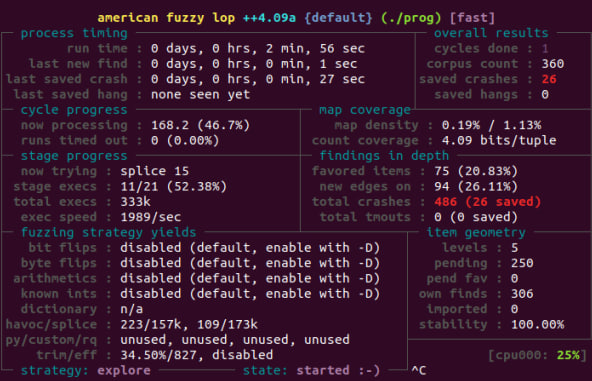 american fuzzy lop ++4.09a {default} (./prog) [fast]
process timing overall results
run time : 0 days, 0 hrs, 2 min, 56 sec cycles done : 1
last new find : 0 days, 0 hrs, 0 min, 1 sec corpus count : 360
last saved crash : 0 days, 0 hrs, 0 min, 27 sec saved crashes : 26
last saved hang : none seen yet saved hangs : 0
cycle progress map coverage
now processing : 168.2 (46.7%) map density : 0.19% / 1.13%
runs timed out : 0 (0.00%) count coverage : 4.09 bits/tuple
stage progress findings in depth
now trying : splice 15 favored items : 75 (20.83%)
stage execs : 11/21 (52.38%) new edges on : 94 (26.11%)
total execs : 333k total crashes : 486 (26 saved)
exec speed : 1989/sec total tmouts : 0 (0 saved)
fuzzing strategy yields item geometry
bit flips : disabled (default, enable with -D) levels : 5
byte flips : disabled (default, enable with -D) pending : 250
arithmetics : disabled (default, enable with -D) pend fav : 0
known ints : disabled (default, enable with -D) own finds : 306
dictionary : n/a imported : 0
havoc/splice : 223/157k, 109/173k stability : 100.00%
py/custom/rq : unused, unused, unused, unused
trim/eff : 34.50%/827, disabled [cpu000: 25%]
strategy: explore state: started :-) ^C